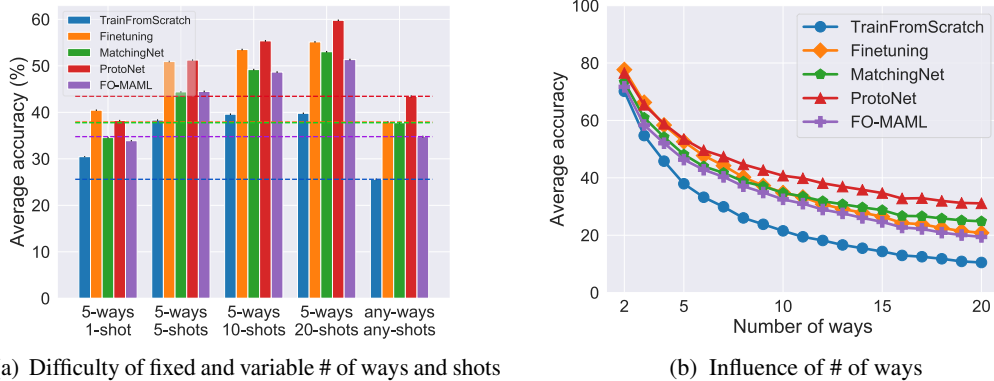 60
50
40
30
20
10
0
Average accuracy (%)
TrainFromScratch
Finetuning
MatchingNet
ProtoNet
FO-MAML
5-ways 1-shot
5-ways 5-shots
5-ways 10-shots
5-ways 20-shots
any-ways any-shots
a) Difficulty of fixed and variable # of ways and shots
100
80
60
40
20
0
Average accuracy
TrainFromScratch
Finetuning
MatchingNet
ProtoNet
FO-MAML
2 5 10 15 20
Number of ways
(b) Influence of # of ways